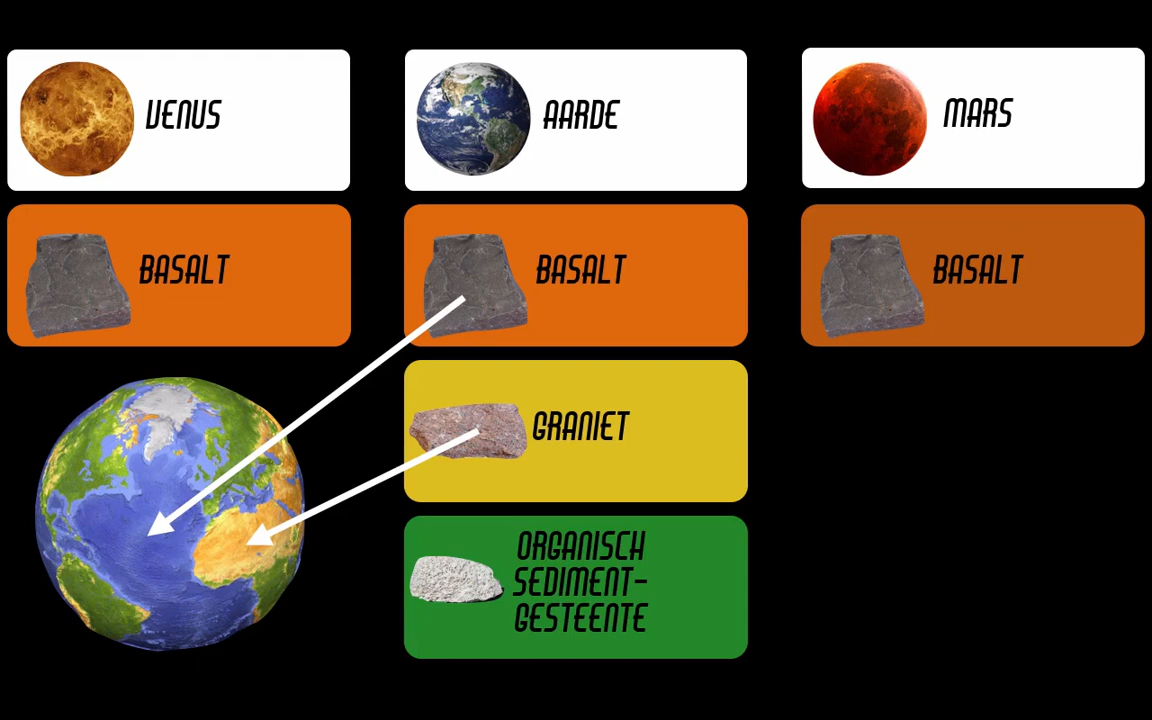 VENUS
AARDE
MARS
BASALT
BASALT
BASALT
GRANIET
ORGANISCH
SEDIMENT-
GESTEENTE